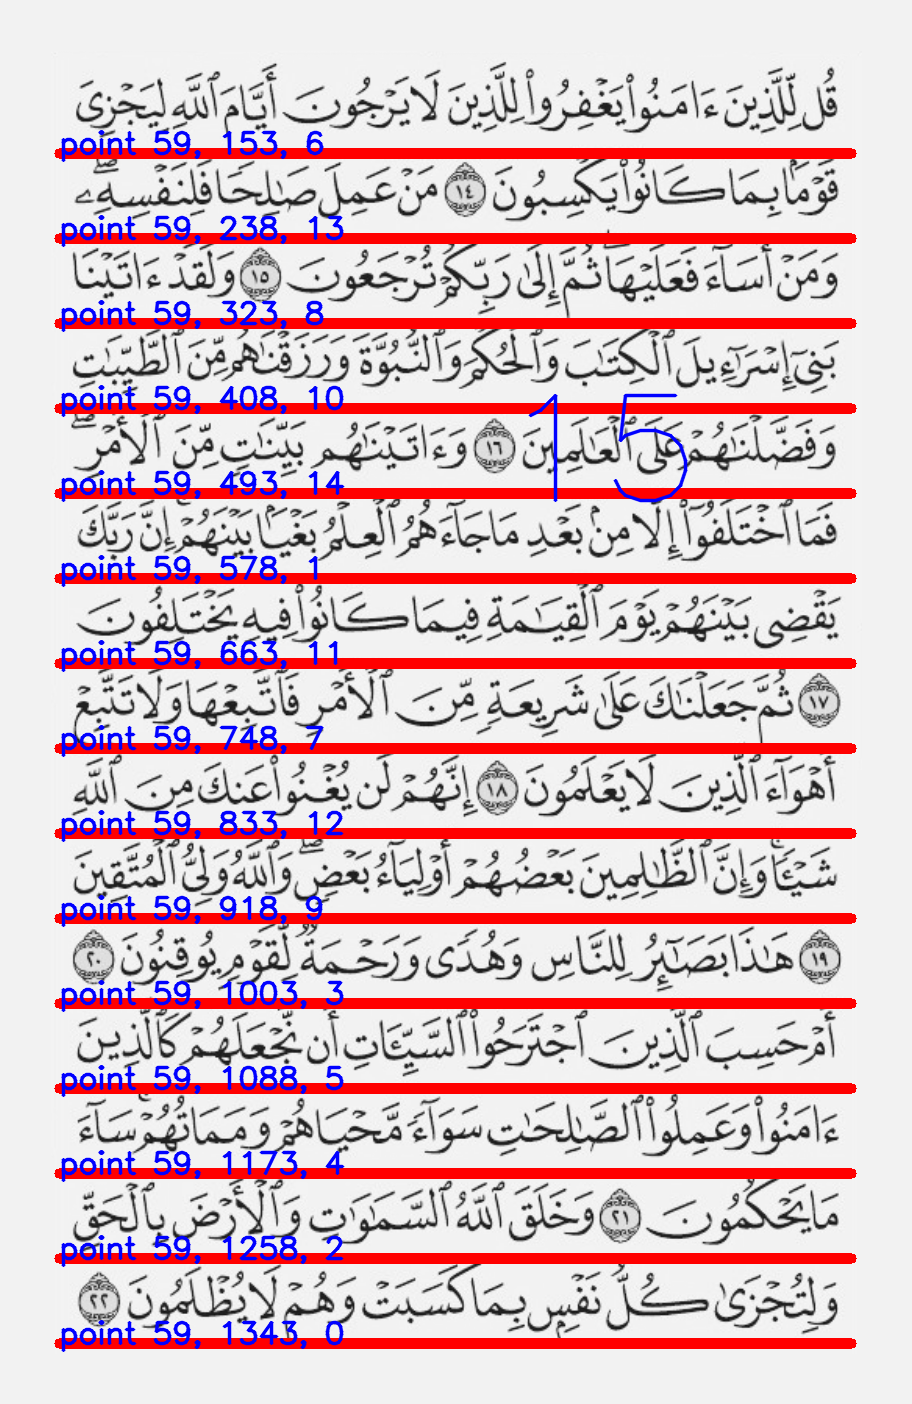 قُل لِّلَّذِينَ ءَامَنُوا۟ يَغْفِرُوا۟ لِلَّذِينَ لَا يَرْجُونَ أَيَّامَ ٱللَّهِ لِيَجْزِىَ
point 59, 153, 6
قَوْمًۢا بِمَا كَانُوا۟ يَكْسِبُونَ ١٤ مَنْ عَمِلَ صَٰلِحًا فَلِنَفْسِهِۦ ۖ
point 59, 238, 13
وَمَنْ أَسَآءَ فَعَلَيْهَا ۖ ثُمَّ إِلَىٰ رَبِّكُمْ تُرْجَعُونَ ١٥ وَلَقَدْ ءَاتَيْنَا
point 59, 323, 8
بَنِىٓ إِسْرَٰٓءِيلَ ٱلْكِتَٰبَ وَٱلْحُكْمَ وَٱلنُّبُوَّةَ وَرَزَقْنَٰهُم مِّنَ ٱلطَّيِّبَٰتِ
point 59, 408, 10
وَفَضَّلْنَٰهُمْ عَلَى ٱلْعَٰلَمِينَ ١٦ وَءَاتَيْنَٰهُم بَيِّنَٰتٍ مِّنَ ٱلْأَمْرِ ۖ
15
point 59, 493, 14
فَمَا ٱخْتَلَفُوٓا۟ إِلَّا مِنۢ بَعْدِ مَا جَآءَهُمُ ٱلْعِلْمُ بَغْيًۢا بَيْنَهُمْ ۚ إِنَّ رَبَّكَ
point 59, 578, 1
يَقْضِى بَيْنَهُمْ يَوْمَ ٱلْقِيَٰمَةِ فِيمَا كَانُوا۟ فِيهِ يَخْتَلِفُونَ
point 59, 663, 11
١٧ ثُمَّ جَعَلْنَٰكَ عَلَىٰ شَرِيعَةٍ مِّنَ ٱلْأَمْرِ فَٱتَّبِعْهَا وَلَا تَتَّبِعْ
point 59, 748, 7
أَهْوَآءَ ٱلَّذِينَ لَا يَعْلَمُونَ ١٨ إِنَّهُمْ لَن يُغْنُوا۟ عَنكَ مِنَ ٱللَّهِ
point 59, 833, 12
شَيْـًٔا ۚ وَإِنَّ ٱلظَّٰلِمِينَ بَعْضُهُمْ أَوْلِيَآءُ بَعْضٍ ۖ وَٱللَّهُ وَلِىُّ ٱلْمُتَّقِينَ
point 59, 918, 9
١٩ هَٰذَا بَصَٰٓئِرُ لِلنَّاسِ وَهُدًى وَرَحْمَةٌ لِّقَوْمٍ يُوقِنُونَ ٢٠
point 59, 1003, 3
أَمْ حَسِبَ ٱلَّذِينَ ٱجْتَرَحُوا۟ ٱلسَّيِّـَٔاتِ أَن نَّجْعَلَهُمْ كَٱلَّذِينَ
point 59, 1088, 5
ءَامَنُوا۟ وَعَمِلُوا۟ ٱلصَّٰلِحَٰتِ سَوَآءً مَّحْيَاهُمْ وَمَمَاتُهُمْ ۚ سَآءَ
point 59, 1173, 4
مَا يَحْكُمُونَ ٢١ وَخَلَقَ ٱللَّهُ ٱلسَّمَٰوَٰتِ وَٱلْأَرْضَ بِٱلْحَقِّ
point 59, 1258, 2
وَلِتُجْزَىٰ كُلُّ نَفْسٍۭ بِمَا كَسَبَتْ وَهُمْ لَا يُظْلَمُونَ ٢٢
point 59, 1343, 0